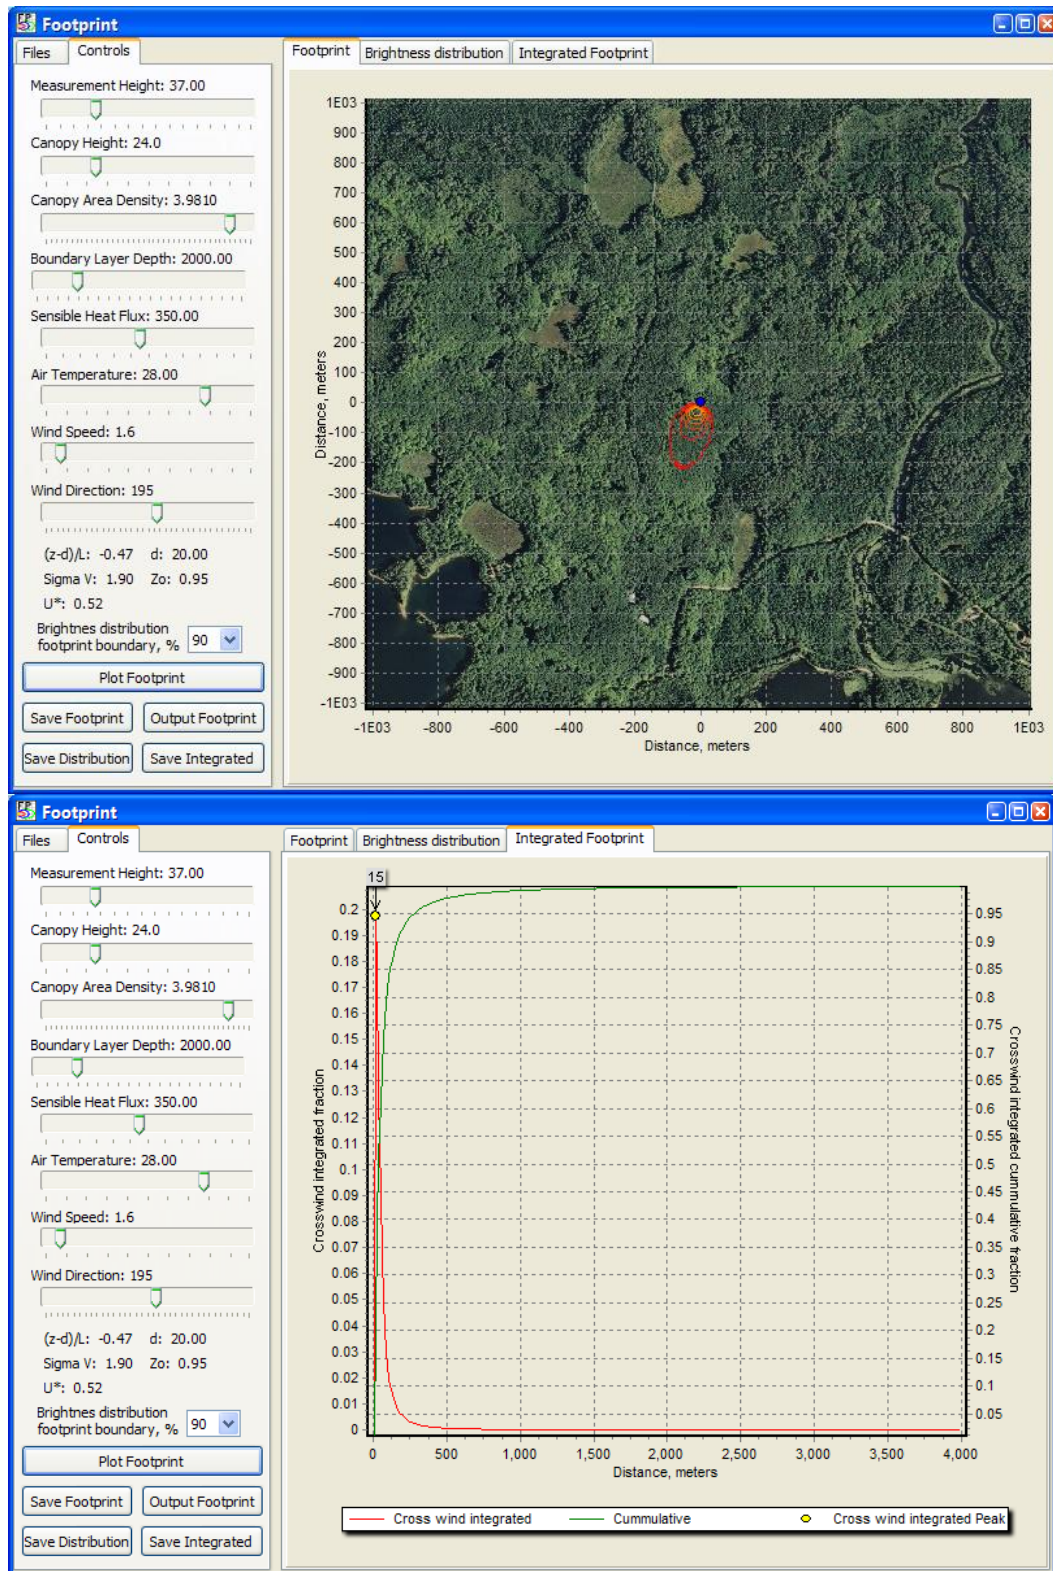 Footprint
Files Controls
Footprint Brightness distribution Integrated Footprint
Measurement Height: 37.00
Canopy Height: 24.0
Canopy Area Density: 3.9810
Boundary Layer Depth: 2000.00
Sensible Heat Flux: 350.00
Air Temperature: 28.00
Wind Speed: 1.6
Wind Direction: 195
(z-d)/L: -0.47 d: 20.00
Sigma V: 1.90 Zo: 0.95
U*: 0.52
Brightnes distribution
footprint boundary, % 90
Plot Footprint
Save Footprint Output Footprint
Save Distribution Save Integrated
1E03
900
800
700
600
500
400
300
200
100
0
-100
-200
-300
-400
-500
-600
-700
-800
-900
-1E03
Distance, meters
-1E03 -800 -600 -400 -200 0 200 400 600 800 1E03
Distance, meters
Footprint
Files Controls
Footprint Brightness distribution Integrated Footprint
Measurement Height: 37.00
Canopy Height: 24.0
Canopy Area Density: 3.9810
Boundary Layer Depth: 2000.00
Sensible Heat Flux: 350.00
Air Temperature: 28.00
Wind Speed: 1.6
Wind Direction: 195
(z-d)/L: -0.47 d: 20.00
Sigma V: 1.90 Zo: 0.95
U*: 0.52
Brightnes distribution
footprint boundary, % 90
Plot Footprint
Save Footprint Output Footprint
Save Distribution Save Integrated
15
0.2
0.19
0.18
0.17
0.16
0.15
0.14
0.13
0.12
0.11
0.1
0.09
0.08
0.07
0.06
0.05
0.04
0.03
0.02
0.01
0
Crosswind integrated fraction
0.95
0.9
0.85
0.8
0.75
0.7
0.65
0.6
0.55
0.5
0.45
0.4
0.35
0.3
0.25
0.2
0.15
0.1
0.05
Crosswind integrated cummulative fraction
0 500 1,000 1,500 2,000 2,500 3,000 3,500 4,000
Distance, meters
Cross wind integrated Cummulative Cross wind integrated Peak